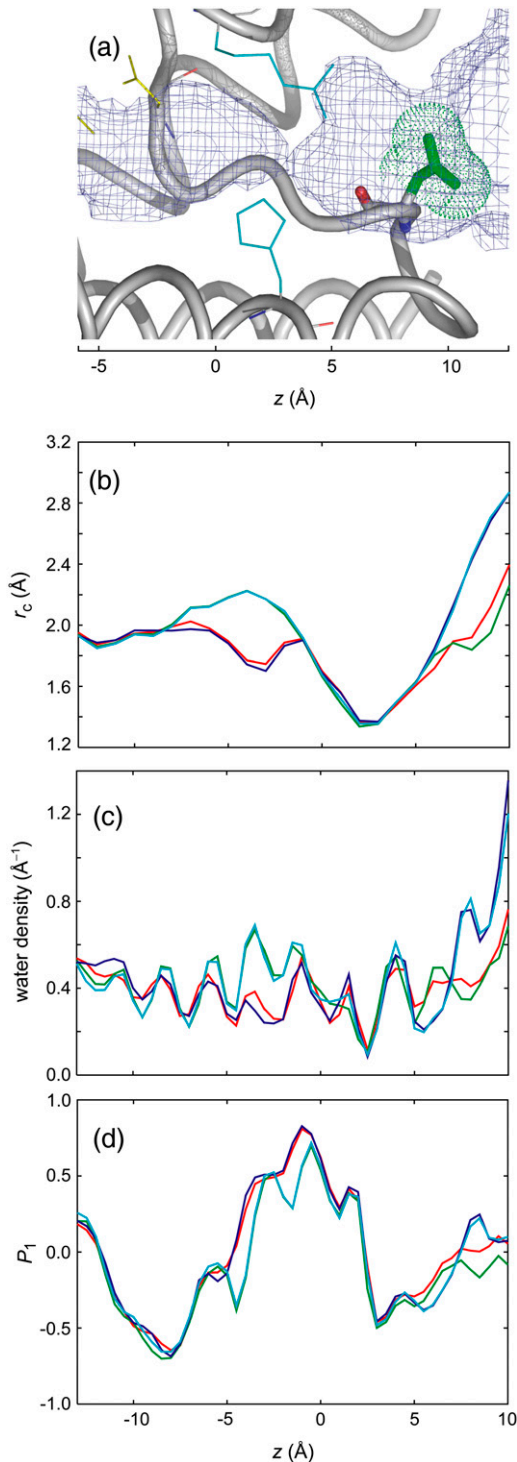 (a)
-5 0 5 10
z (Å)
(b)
3.2
2.8
2.4
2.0
1.6
1.2
r_c (Å)
(c)
1.2
0.8
0.4
0.0
water density (Å⁻¹)
(d)
1.0
0.5
0.0
-0.5
-1.0
P₁
-10 -5 0 5 10
z (Å)